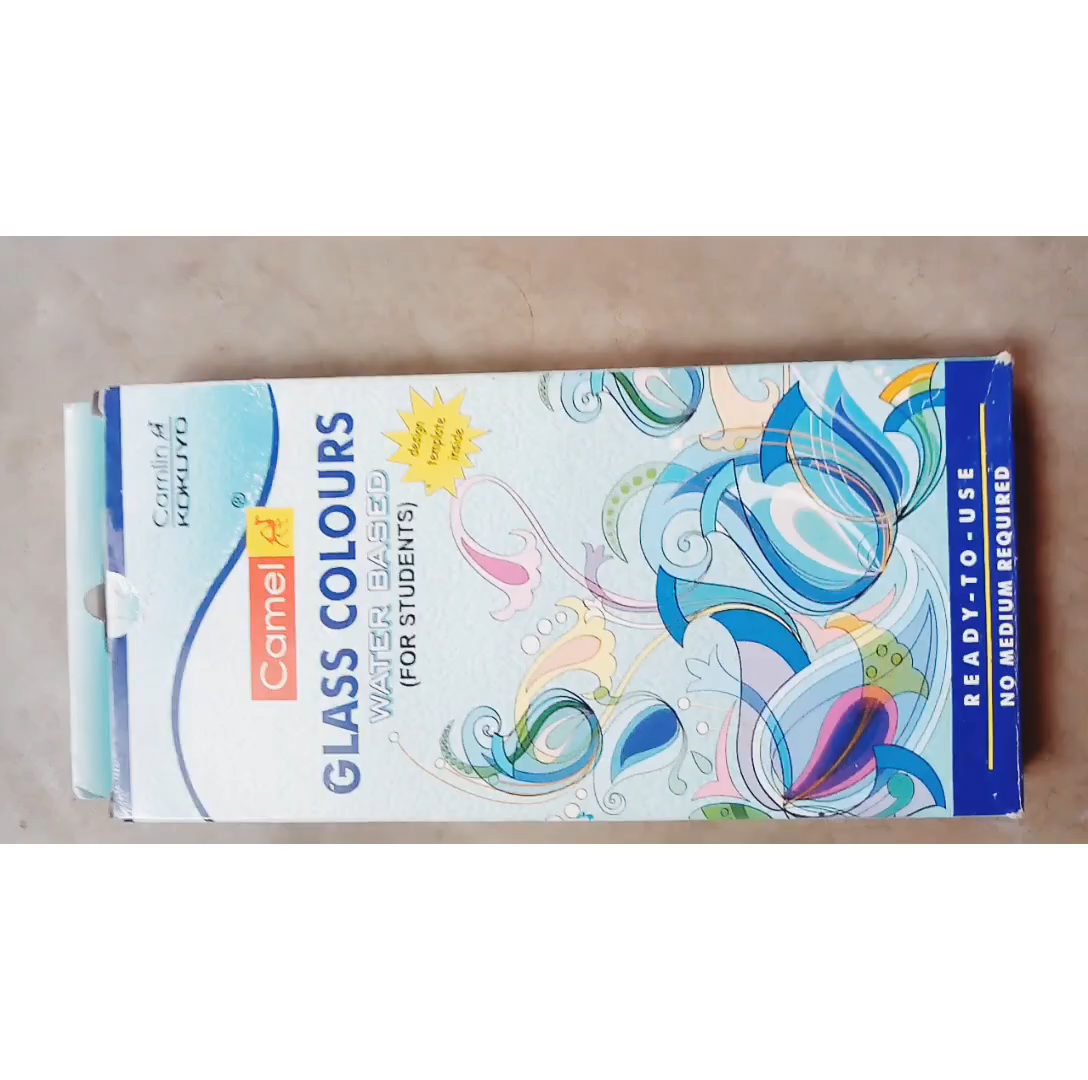 Camlin
KOKUYO
®
Camel
GLASS COLOURS
WATER BASED
(FOR STUDENTS)
design
template
inside
READY-TO-USE
NO MEDIUM REQUIRED